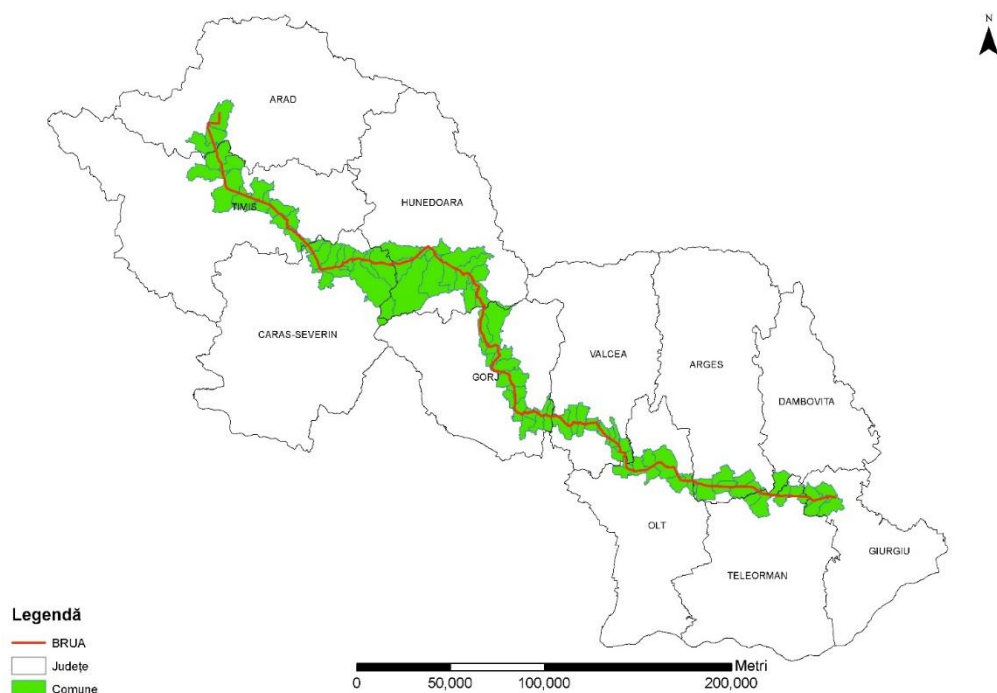 N
ARAD
HUNEDOARA
TIMIS
CARAS-SEVERIN
VALCEA
ARGES
GORJ
DAMBOVITA
OLT
GIURGIU
TELEORMAN
Legendă
BRUA
Județe
Comune
Metri
0 50,000 100,000 200,000